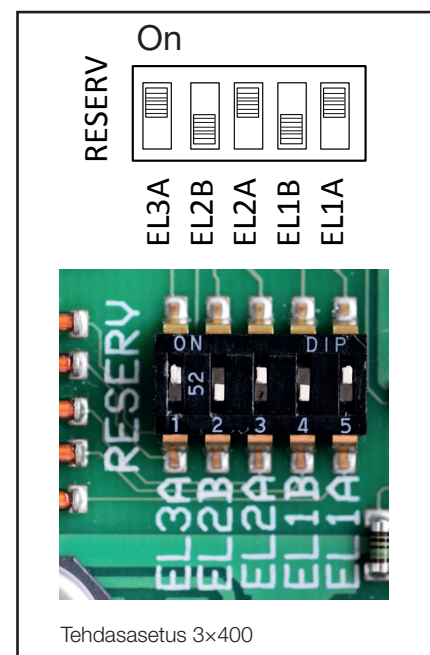 On
RESERV
EL3A
EL2B
EL2A
EL1B
EL1A
ON DIP
52
1 2 3 4 5
RESERV
EL3A
EL2B
EL2A
EL1B
EL1A
Tehdasasetus 3×400